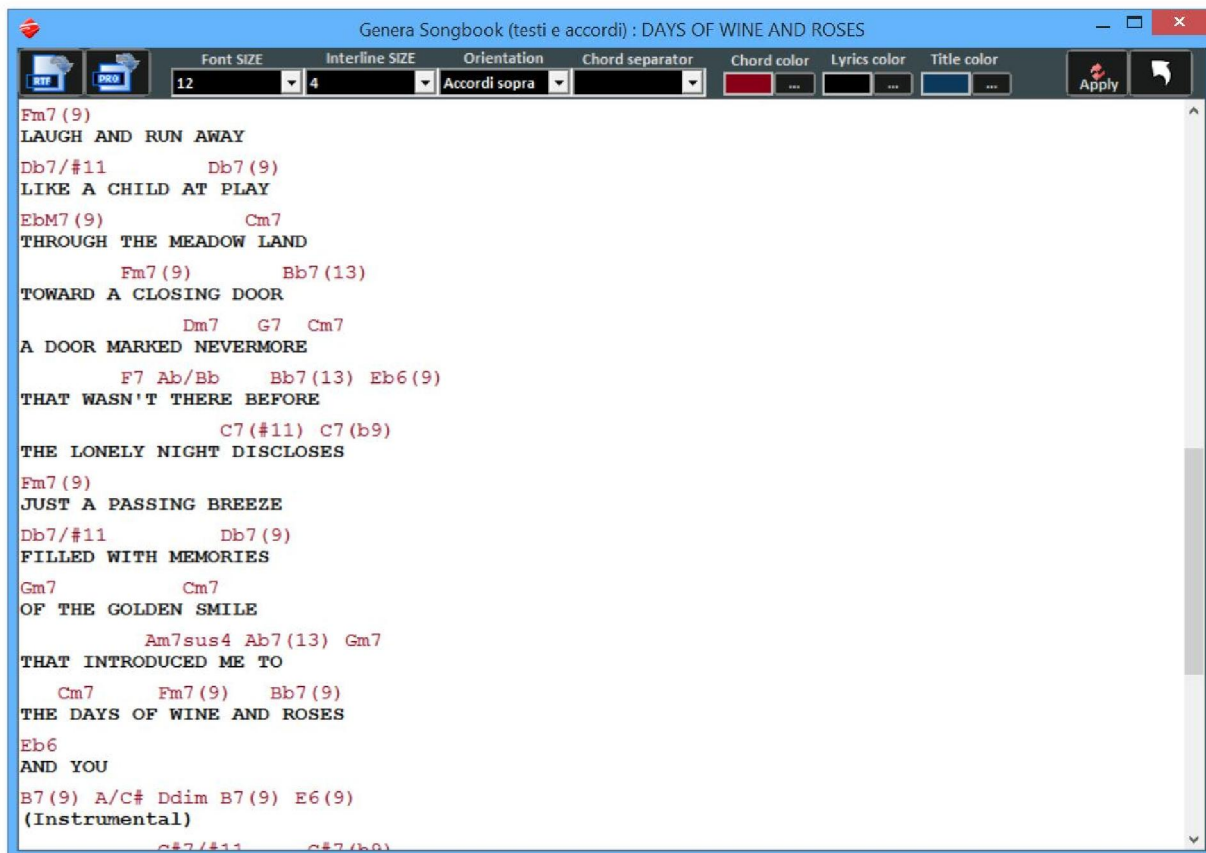 Genera Songbook (testi e accordi) : DAYS OF WINE AND ROSES
Font SIZE Interline SIZE Orientation Chord separator Chord color Lyrics color Title color
RTF PRO 12 4 Accordi sopra ... ... ... Apply
Fm7(9)
LAUGH AND RUN AWAY
Db7/#11 Db7(9)
LIKE A CHILD AT PLAY
EbM7(9) Cm7
THROUGH THE MEADOW LAND
Fm7(9) Bb7(13)
TOWARD A CLOSING DOOR
Dm7 G7 Cm7
A DOOR MARKED NEVERMORE
F7 Ab/Bb Bb7(13) Eb6(9)
THAT WASN'T THERE BEFORE
C7(#11) C7(b9)
THE LONELY NIGHT DISCLOSES
Fm7(9)
JUST A PASSING BREEZE
Db7/#11 Db7(9)
FILLED WITH MEMORIES
Gm7 Cm7
OF THE GOLDEN SMILE
Am7sus4 Ab7(13) Gm7
THAT INTRODUCED ME TO
Cm7 Fm7(9) Bb7(9)
THE DAYS OF WINE AND ROSES
Eb6
AND YOU
B7(9) A/C# Ddim B7(9) E6(9)
(Instrumental)
C#7/#11 C#7(b9)